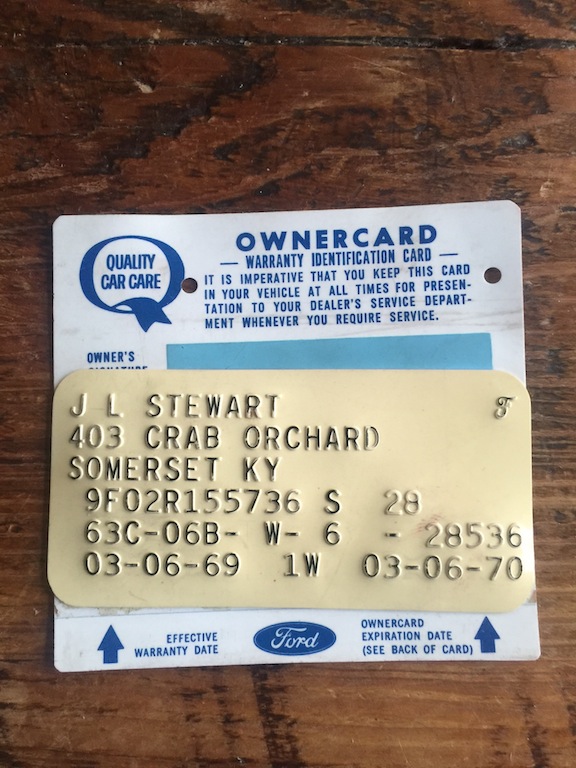 QUALITY
CAR CARE
OWNERCARD
WARRANTY IDENTIFICATION CARD
IT IS IMPERATIVE THAT YOU KEEP THIS CARD
IN YOUR VEHICLE AT ALL TIMES FOR PRESEN-
TATION TO YOUR DEALER'S SERVICE DEPART-
MENT WHENEVER YOU REQUIRE SERVICE.
OWNER'S
SIGNATURE
J L STEWART F
403 CRAB ORCHARD
SOMERSET KY
9F02R155736 S 28
63C-06B- W- 6 - 28536
03-06-69 1W 03-06-70
EFFECTIVE
WARRANTY DATE
Ford
OWNERCARD
EXPIRATION DATE
(SEE BACK OF CARD)